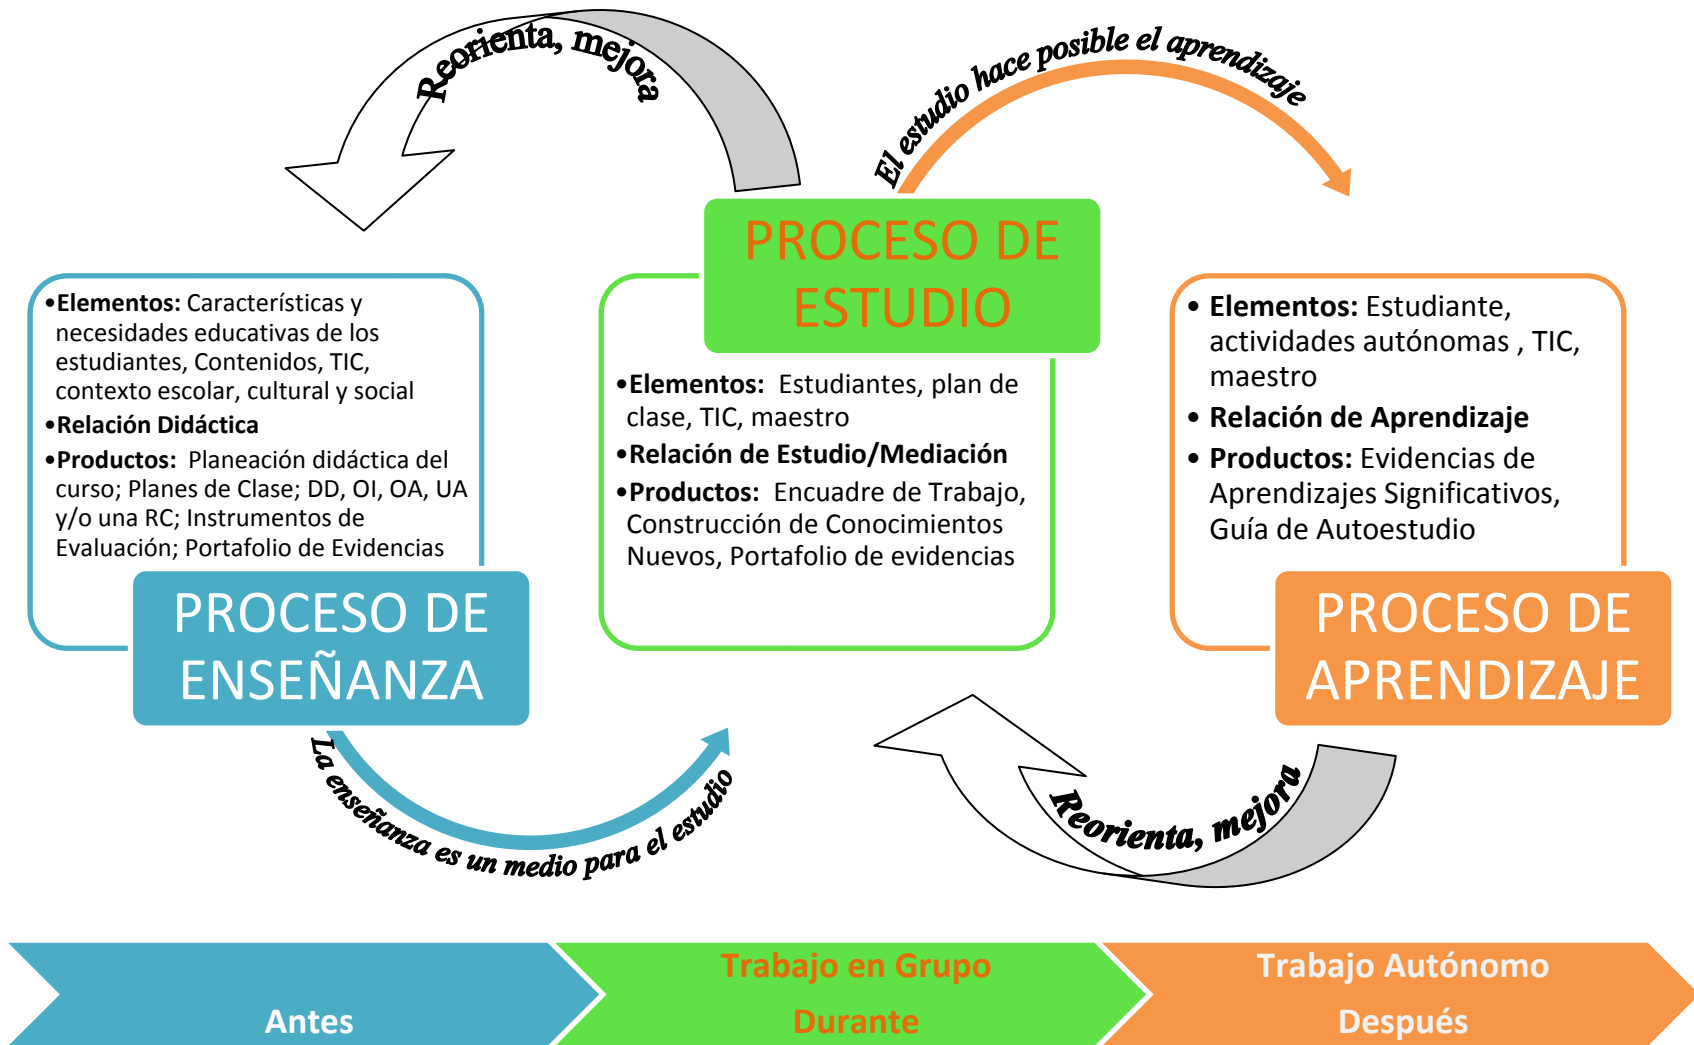 Reorienta, mejora
El estudio hace posible el aprendizaje
•Elementos: Características y
necesidades educativas de los
estudiantes, Contenidos, TIC,
contexto escolar, cultural y social
•Relación Didáctica
•Productos: Planeación didáctica del
curso; Planes de Clase; DD, OI, OA, UA
y/o una RC; Instrumentos de
Evaluación; Portafolio de Evidencias
PROCESO DE
ENSEÑANZA
PROCESO DE
ESTUDIO
•Elementos: Estudiantes, plan de
clase, TIC, maestro
•Relación de Estudio/Mediación
•Productos: Encuadre de Trabajo,
Construcción de Conocimientos
Nuevos, Portafolio de evidencias
• Elementos: Estudiante,
actividades autónomas , TIC,
maestro
• Relación de Aprendizaje
• Productos: Evidencias de
Aprendizajes Significativos,
Guía de Autoestudio
PROCESO DE
APRENDIZAJE
La enseñanza es un medio para el estudio
Reorienta, mejora
Antes
Trabajo en Grupo
Durante
Trabajo Autónomo
Después